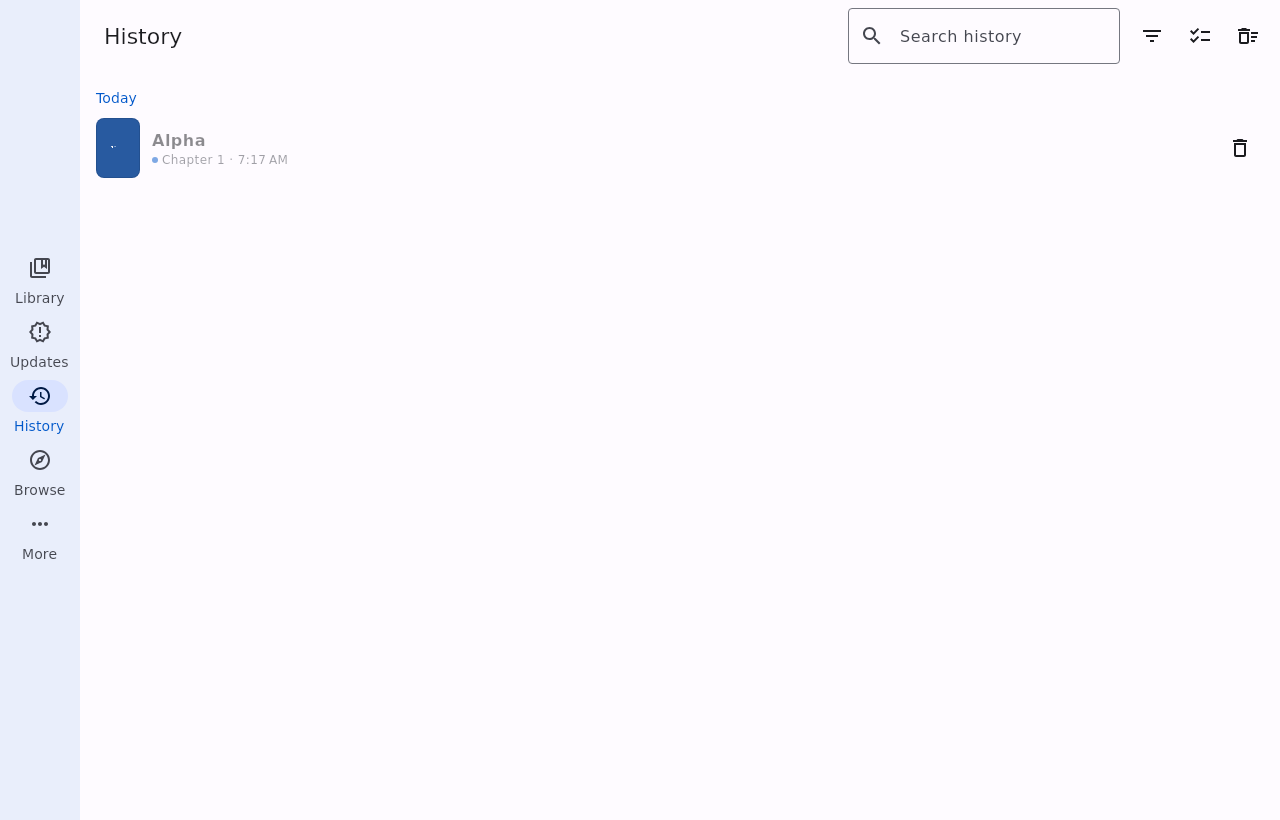 History
Search history
Today
Alpha
Chapter 1 · 7:17 AM
Library
Updates
History
Browse
More